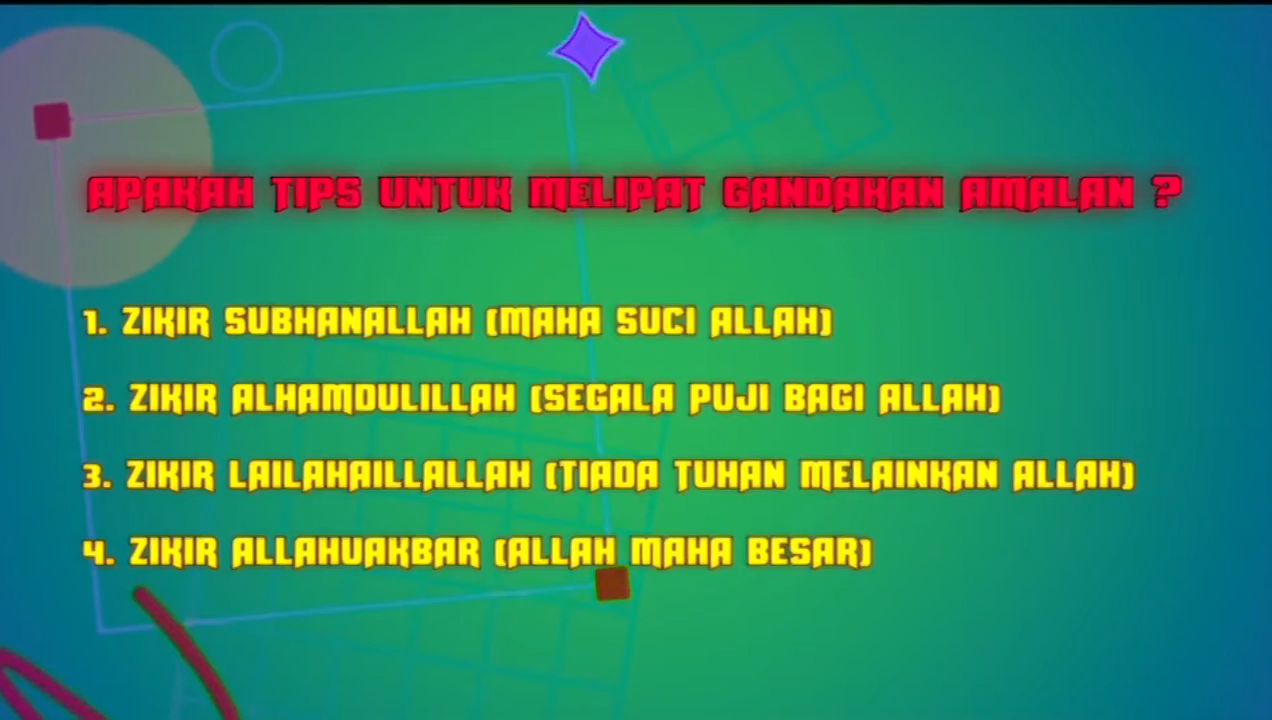 APAKAH TIPS UNTUK MELIPAT GANDAKAN AMALAN ?
1. ZIKIR SUBHANALLAH (MAHA SUCI ALLAH)
2. ZIKIR ALHAMDULILLAH (SEGALA PUJI BAGI ALLAH)
3. ZIKIR LAILAHAILLALLAH (TIADA TUHAN MELAINKAN ALLAH)
4. ZIKIR ALLAHUAKBAR (ALLAH MAHA BESAR)